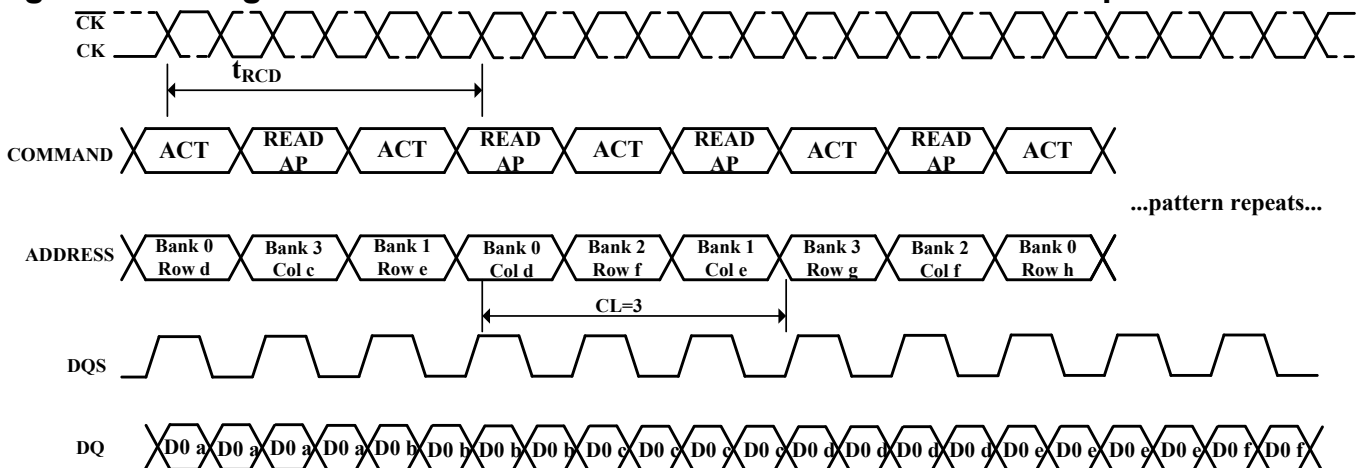 CK
CK
tRCD
COMMAND ACT READ AP ACT READ AP ACT READ AP ACT READ AP ACT
...pattern repeats...
ADDRESS Bank 0 Row d Bank 3 Col c Bank 1 Row e Bank 0 Col d Bank 2 Row f Bank 1 Col e Bank 3 Row g Bank 2 Col f Bank 0 Row h
CL=3
DQS
DQ D0 a D0 a D0 a D0 a D0 b D0 b D0 b D0 b D0 c D0 c D0 c D0 c D0 d D0 d D0 d D0 d D0 e D0 e D0 e D0 e D0 f D0 f